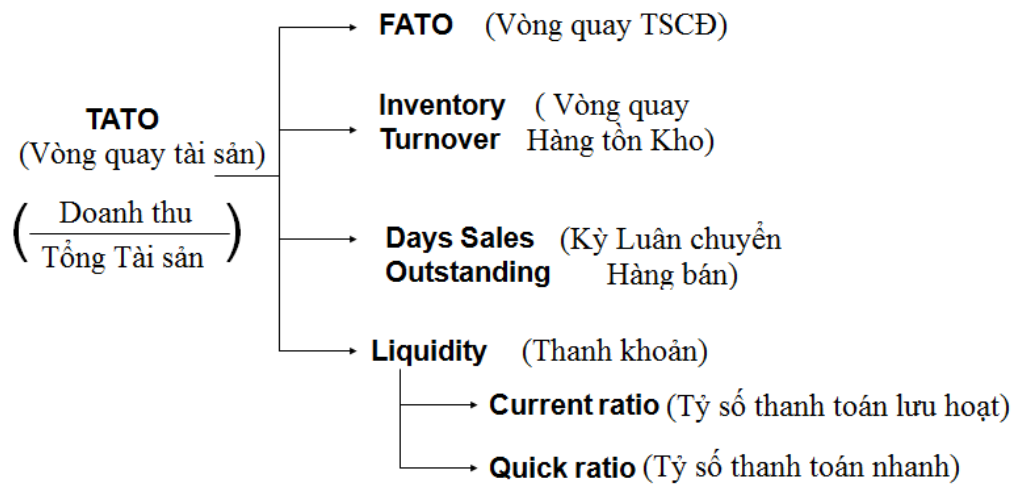 FATO (Vòng quay TSCĐ)
TATO
(Vòng quay tài sản)
(Doanh thu
Tổng Tài sản)
Inventory ( Vòng quay
Turnover Hàng tồn Kho)
Days Sales (Kỳ Luân chuyển
Outstanding Hàng bán)
Liquidity (Thanh khoản)
Current ratio (Tỷ số thanh toán lưu hoạt)
Quick ratio (Tỷ số thanh toán nhanh)